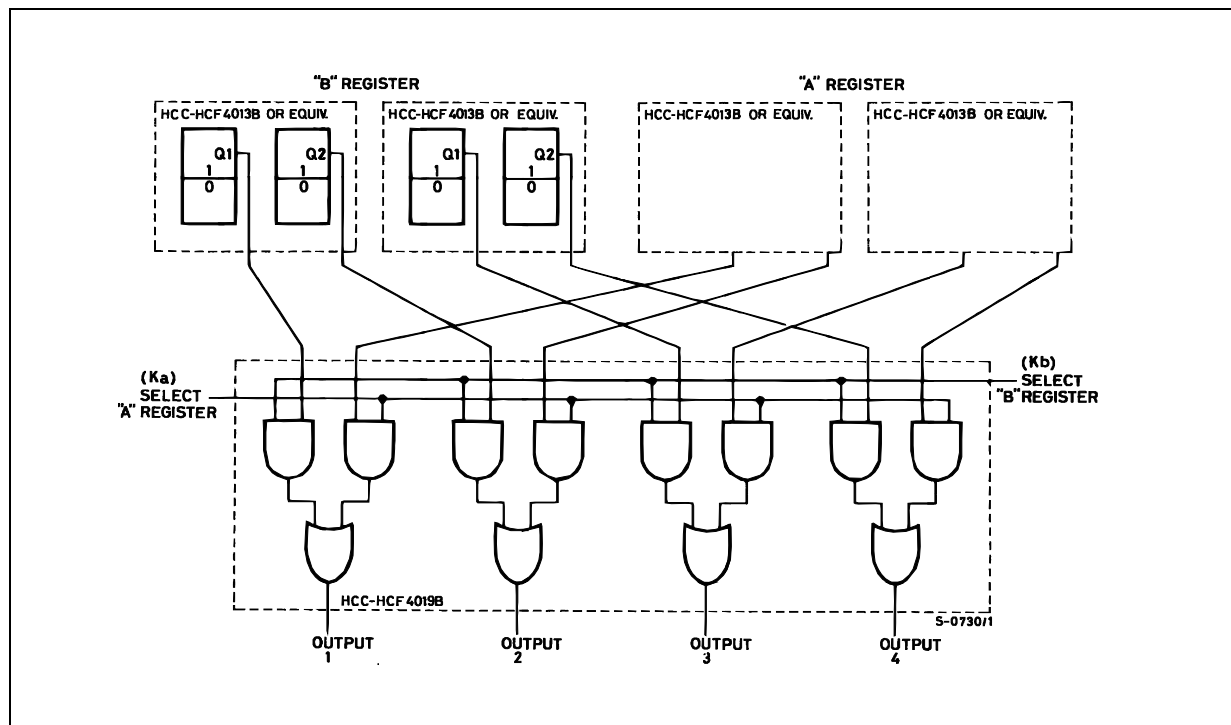 "B" REGISTER
"A" REGISTER
HCC-HCF4013B OR EQUIV.
HCC-HCF4013B OR EQUIV.
HCC-HCF4013B OR EQUIV.
HCC-HCF4013B OR EQUIV.
Q1
1
0
Q2
1
0
Q1
1
0
Q2
1
0
(Ka)
SELECT
"A" REGISTER
(Kb)
SELECT
"B" REGISTER
HCC-HCF4019B
S-0730/1
OUTPUT
1
OUTPUT
2
OUTPUT
3
OUTPUT
4